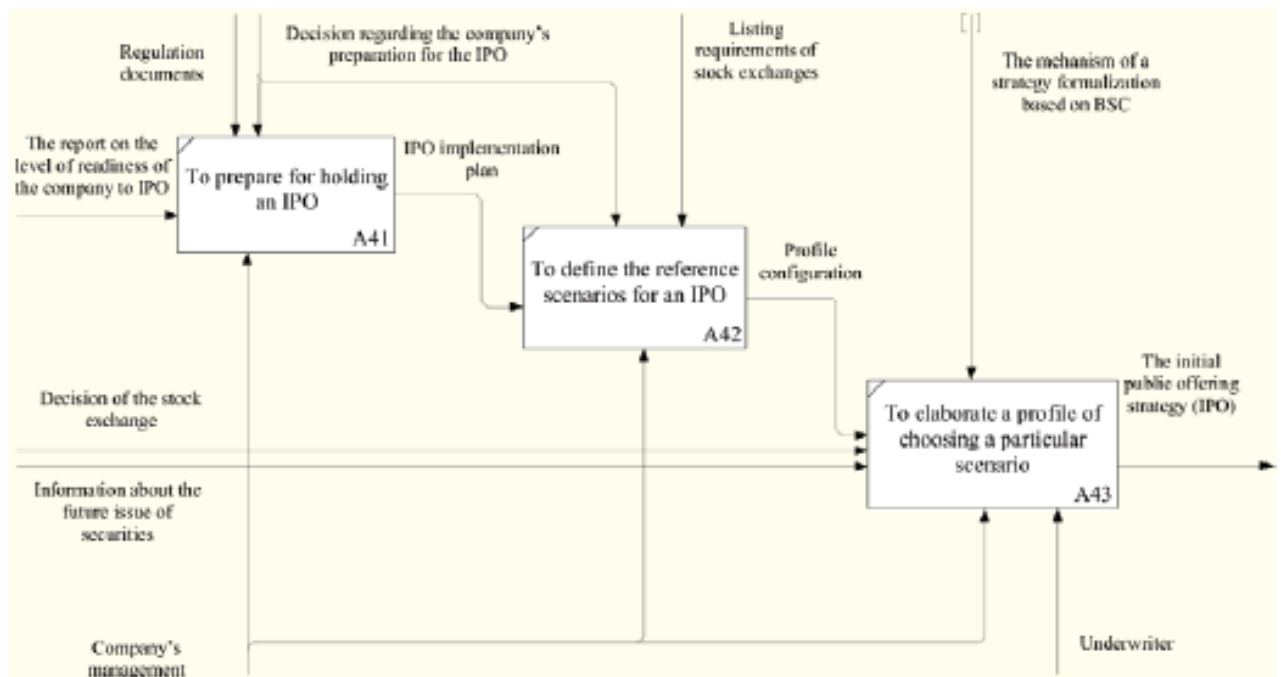 Regulation
documents
Decision regarding the company's
preparation for the IPO
Listing
requirements of
stock exchanges
The mehanism of a
strategy formalization
based on BSC
The report on the
level of readiness of
the company to IPO
To prepare for holding
an IPO
A41
IPO implementation
plan
To define the reference
scenarios for an IPO
A42
Profile
configuration
Decision of the stock
exchange
To elaborate a profile of
choosing a particular
scenario
A43
The initial
public offering
strategy (IPO)
Information about the
future issue of
securities
Company's
management
Underwriter